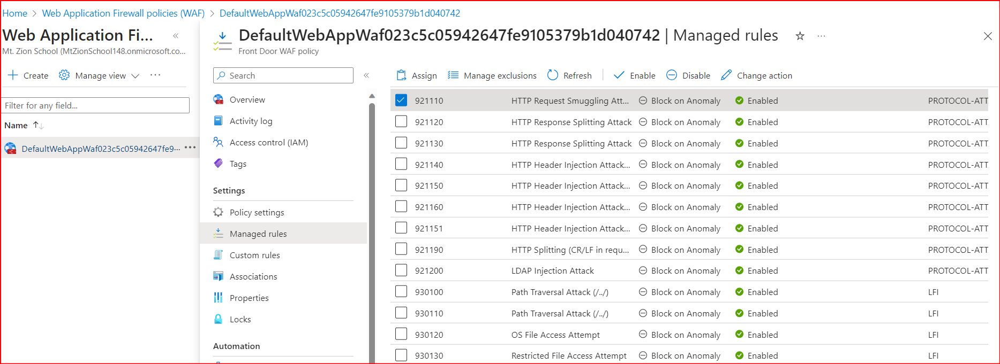 Home > Web Application Firewall policies (WAF) > DefaultWebAppWaf023c5c05942647fe9105379b1d040742
Web Application Fi...
Mt. Zion School (MtZionSchool148.onmicrosoft.co...
Create Manage view
Filter for any field...
Name
DefaultWebAppWaf023c5c05942647fe9...
DefaultWebAppWaf023c5c05942647fe9105379b1d040742 | Managed rules
Front Door WAF policy
Search
Overview
Activity log
Access control (IAM)
Tags
Settings
Policy settings
Managed rules
Custom rules
Associations
Properties
Locks
Automation
Assign Manage exclusions Refresh Enable Disable Change action
921110 HTTP Request Smuggling Att... Block on Anomaly Enabled PROTOCOL-ATT
921120 HTTP Response Splitting Attack Block on Anomaly Enabled PROTOCOL-ATT
921130 HTTP Response Splitting Attack Block on Anomaly Enabled PROTOCOL-ATT
921140 HTTP Header Injection Attack... Block on Anomaly Enabled PROTOCOL-ATT
921150 HTTP Header Injection Attack... Block on Anomaly Enabled PROTOCOL-ATT
921160 HTTP Header Injection Attack... Block on Anomaly Enabled PROTOCOL-ATT
921151 HTTP Header Injection Attack... Block on Anomaly Enabled PROTOCOL-ATT
921190 HTTP Splitting (CR/LF in requ... Block on Anomaly Enabled PROTOCOL-ATT
921200 LDAP Injection Attack Block on Anomaly Enabled PROTOCOL-ATT
930100 Path Traversal Attack (/../) Block on Anomaly Enabled LFI
930110 Path Traversal Attack (/../) Block on Anomaly Enabled LFI
930120 OS File Access Attempt Block on Anomaly Enabled LFI
930130 Restricted File Access Attempt Block on Anomaly Enabled LFI